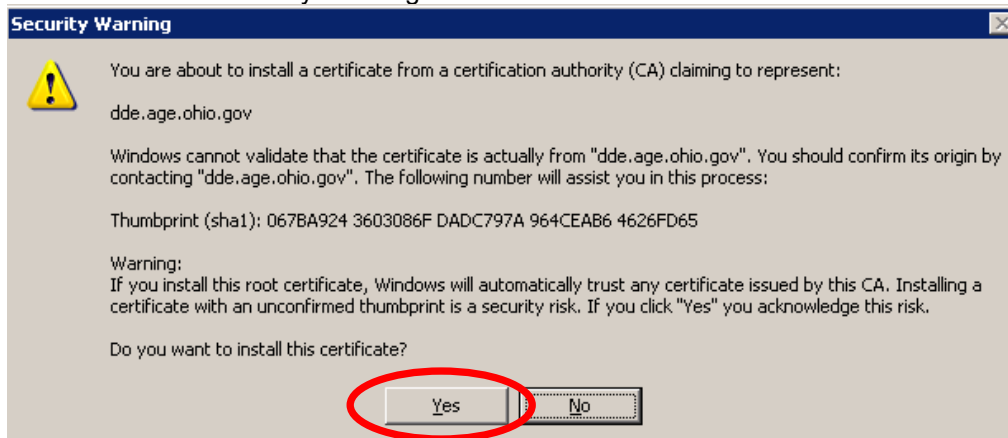 Security Warning
You are about to install a certificate from a certification authority (CA) claiming to represent:
dde.age.ohio.gov
Windows cannot validate that the certificate is actually from "dde.age.ohio.gov". You should confirm its origin by
contacting "dde.age.ohio.gov". The following number will assist you in this process:
Thumbprint (sha1): 067BA924 3603086F DADC797A 964CEAB6 4626FD65
Warning:
If you install this root certificate, Windows will automatically trust any certificate issued by this CA. Installing a
certificate with an unconfirmed thumbprint is a security risk. If you click "Yes" you acknowledge this risk.
Do you want to install this certificate?
Yes No